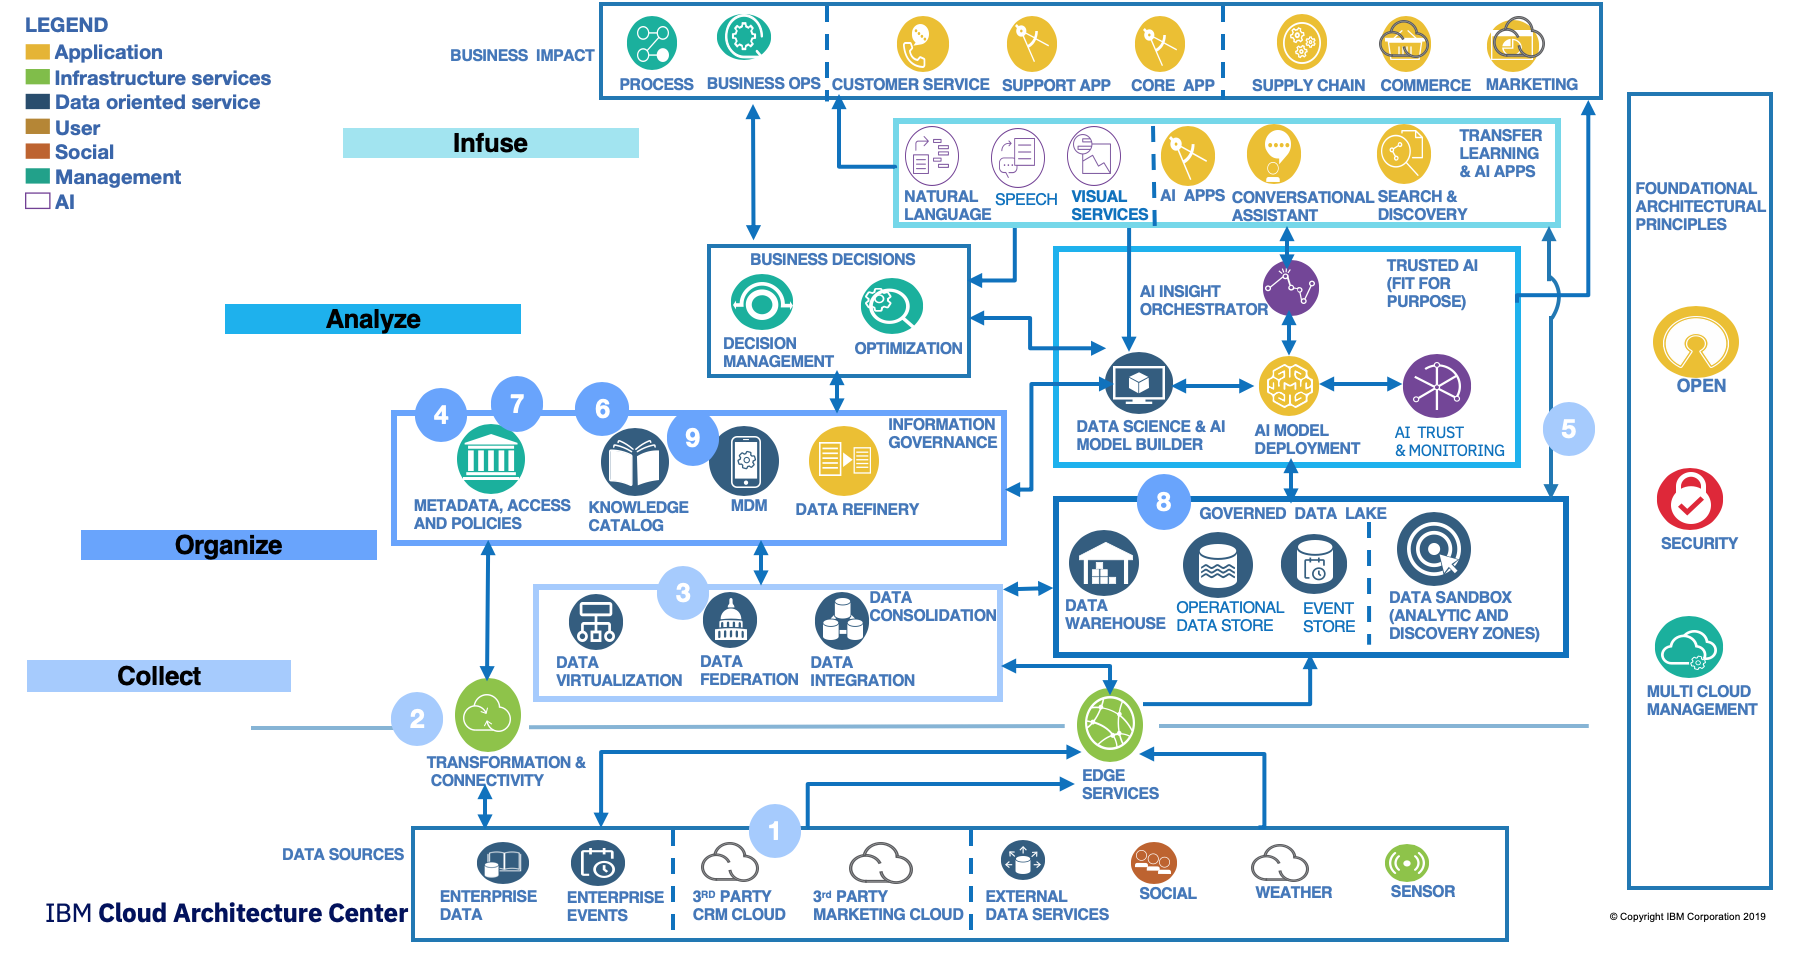 LEGEND
Application
Infrastructure services
Data oriented service
User
Social
Management
AI
BUSINESS IMPACT
PROCESS
BUSINESS OPS
CUSTOMER SERVICE
SUPPORT APP
CORE APP
SUPPLY CHAIN
COMMERCE
MARKETING
Infuse
NATURAL
LANGUAGE
SPEECH
VISUAL
SERVICES
AI APPS
CONVERSATIONAL
ASSISTANT
SEARCH &
DISCOVERY
TRANSFER
LEARNING
& AI APPS
FOUNDATIONAL
ARCHITECTURAL
PRINCIPLES
OPEN
SECURITY
MULTI CLOUD
MANAGEMENT
Analyze
BUSINESS DECISIONS
DECISION
MANAGEMENT
OPTIMIZATION
AI INSIGHT
ORCHESTRATOR
TRUSTED AI
(FIT FOR
PURPOSE)
DATA SCIENCE & AI
MODEL BUILDER
AI MODEL
DEPLOYMENT
AI TRUST
& MONITORING
5
4
7
6
9
INFORMATION
GOVERNANCE
METADATA, ACCESS
AND POLICIES
KNOWLEDGE
CATALOG
MDM
DATA REFINERY
Organize
8
GOVERNED DATA LAKE
DATA
WAREHOUSE
OPERATIONAL
DATA STORE
EVENT
STORE
DATA SANDBOX
(ANALYTIC AND
DISCOVERY ZONES)
3
DATA
CONSOLIDATION
DATA
VIRTUALIZATION
DATA
FEDERATION
DATA
INTEGRATION
Collect
2
TRANSFORMATION &
CONNECTIVITY
EDGE
SERVICES
1
DATA SOURCES
ENTERPRISE
DATA
ENTERPRISE
EVENTS
3RD PARTY
CRM CLOUD
3rd PARTY
MARKETING CLOUD
EXTERNAL
DATA SERVICES
SOCIAL
WEATHER
SENSOR
IBM Cloud Architecture Center
© Copyright IBM Corporation 2019